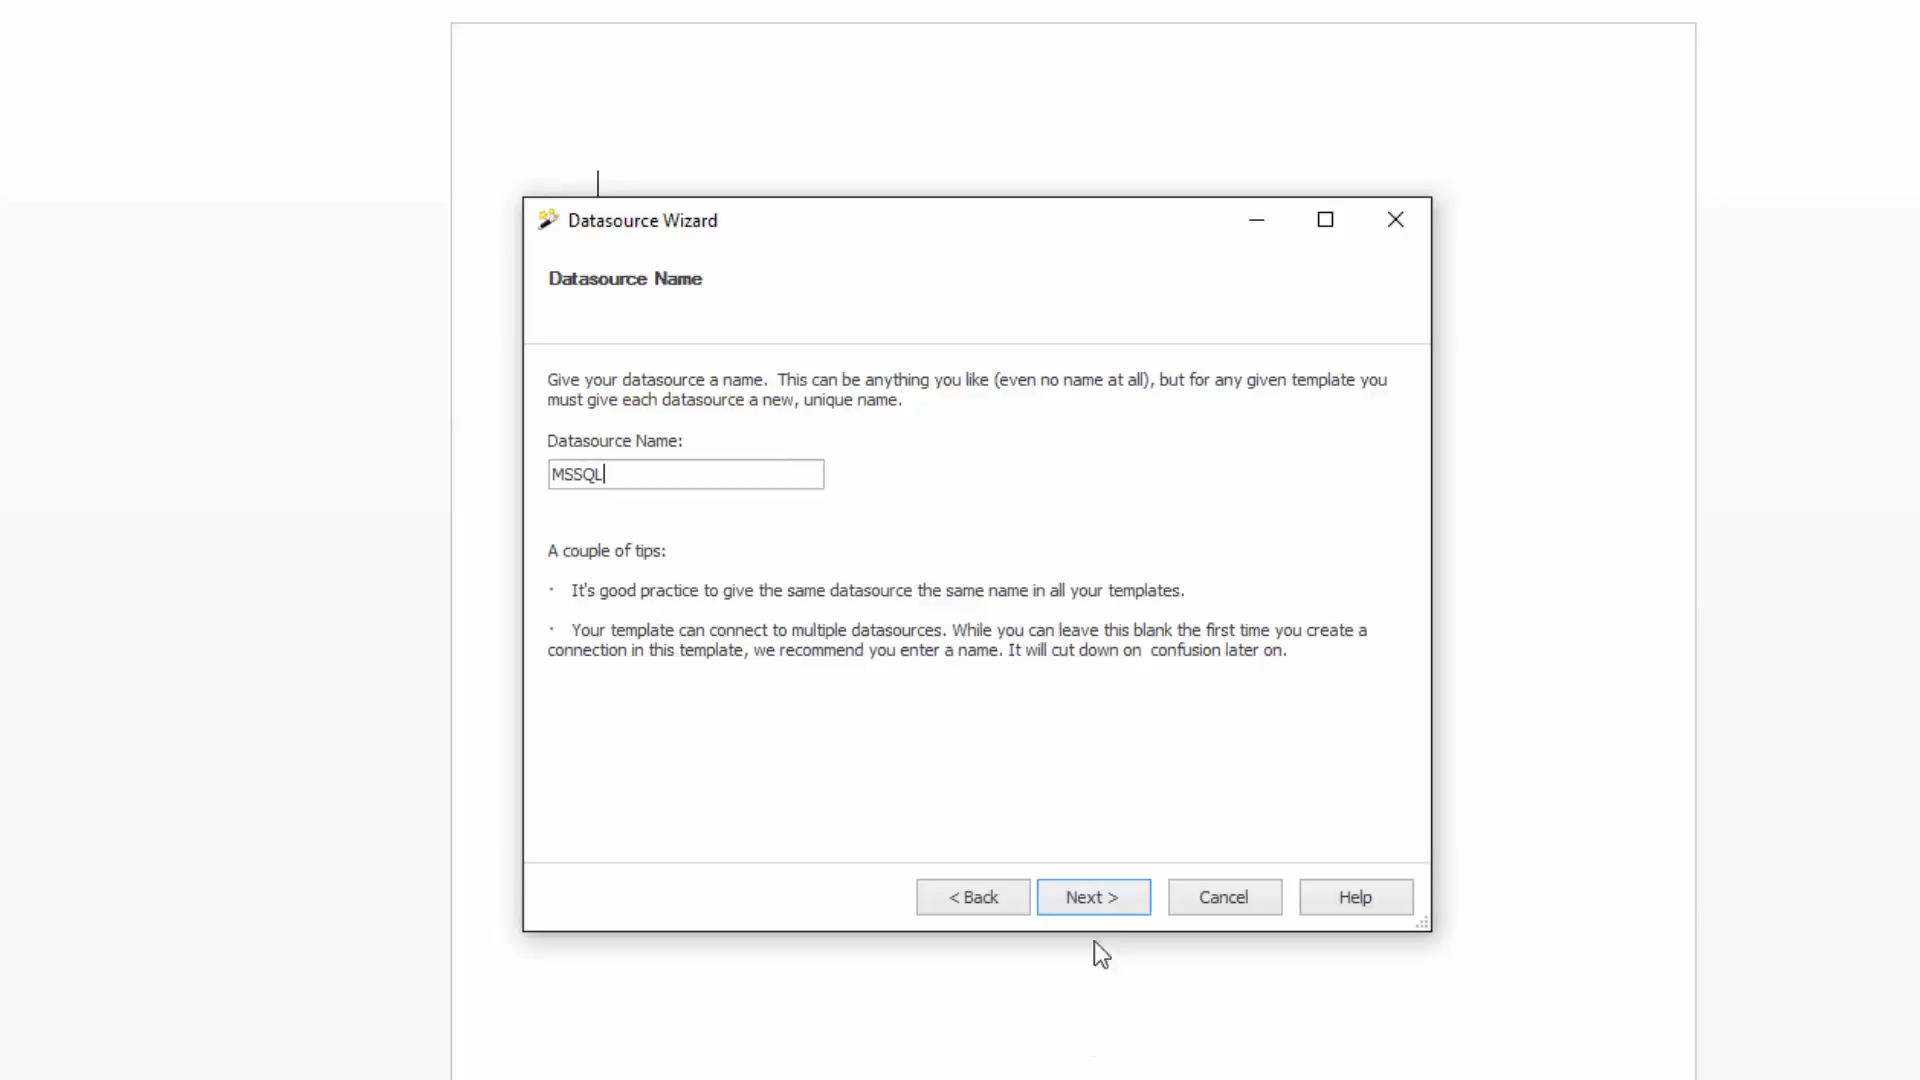 Datasource Wizard
Datasource Name
Give your datasource a name.  This can be anything you like (even no name at all), but for any given template you
must give each datasource a new, unique name.
Datasource Name:
MSSQL
A couple of tips:
· It's good practice to give the same datasource the same name in all your templates.
· Your template can connect to multiple datasources. While you can leave this blank the first time you create a
connection in this template, we recommend you enter a name. It will cut down on  confusion later on.
< Back
Next >
Cancel
Help